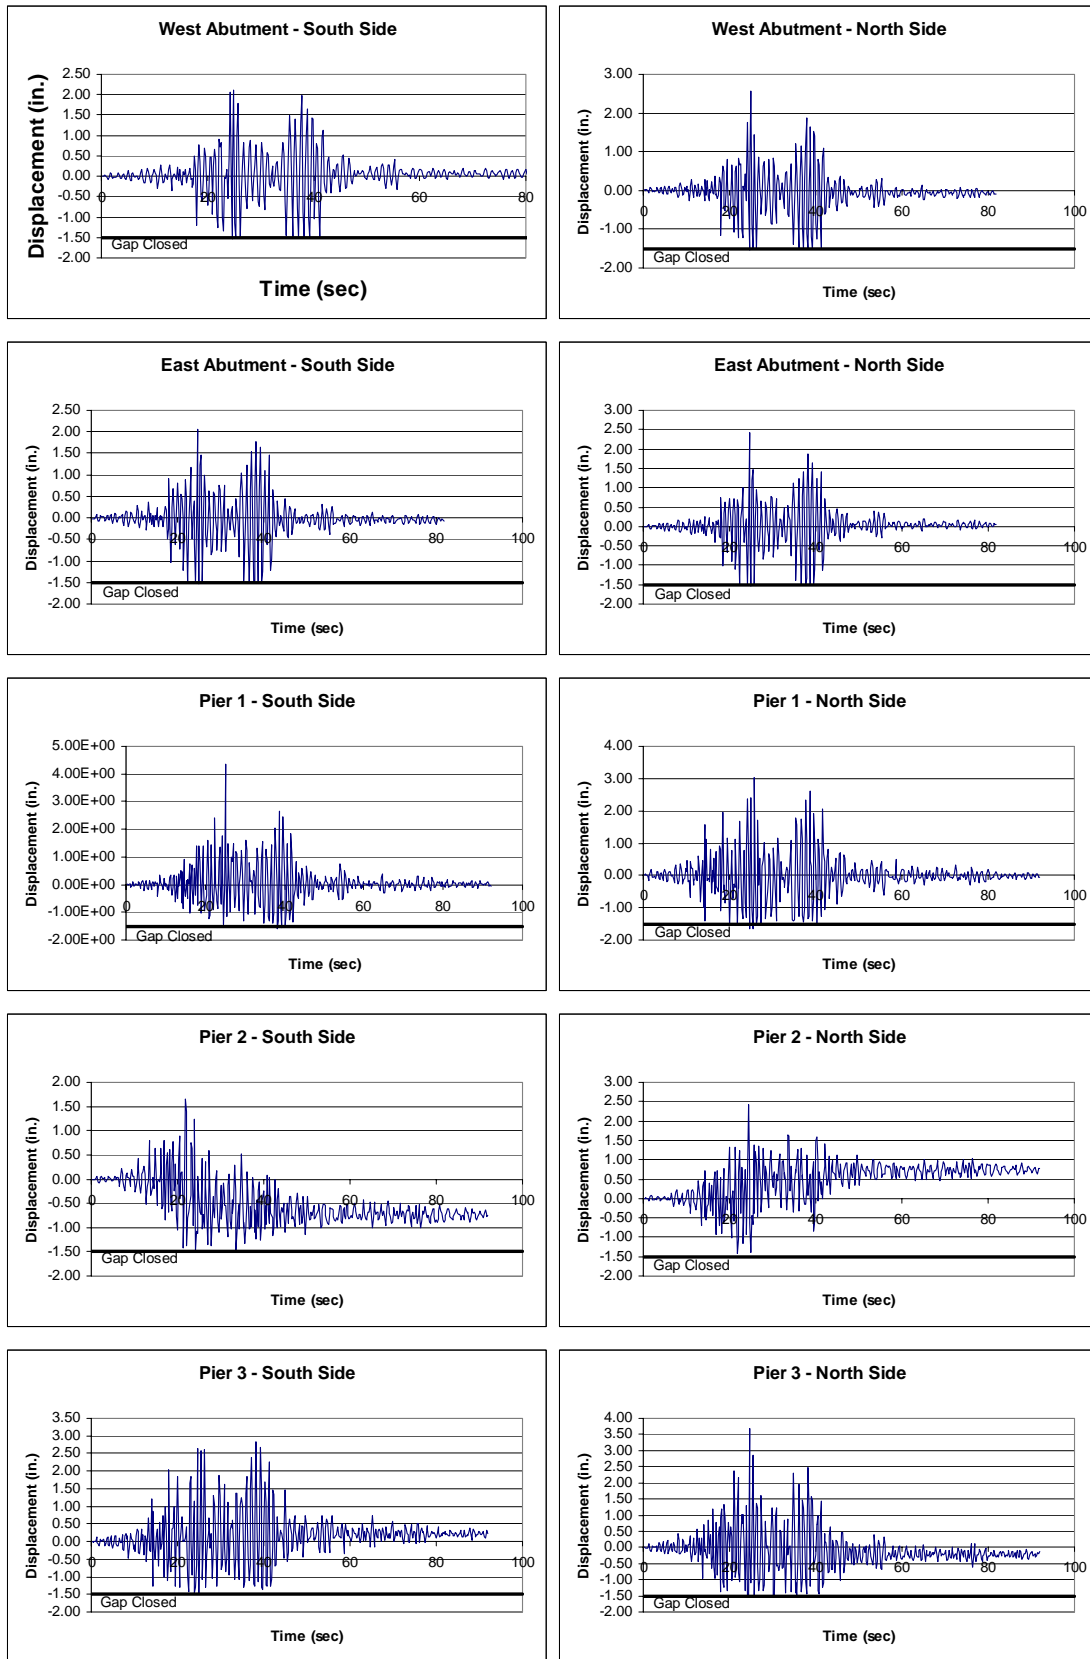 West Abutment - South Side
Displacement (in.)
2.50
2.00
1.50
1.00
0.50
0.00
-0.50
-1.00
-1.50
-2.00
0 20 40 60 80
Gap Closed
Time (sec)
West Abutment - North Side
Displacement (in.)
3.00
2.00
1.00
0.00
-1.00
-2.00
0 20 40 60 80 100
Gap Closed
Time (sec)
East Abutment - South Side
Displacement (in.)
2.50
2.00
1.50
1.00
0.50
0.00
-0.50
-1.00
-1.50
-2.00
0 20 40 60 80 100
Gap Closed
Time (sec)
East Abutment - North Side
Displacement (in.)
3.00
2.50
2.00
1.50
1.00
0.50
0.00
-0.50
-1.00
-1.50
-2.00
0 20 40 60 80 100
Gap Closed
Time (sec)
Pier 1 - South Side
Displacement (in.)
5.00E+00
4.00E+00
3.00E+00
2.00E+00
1.00E+00
0.00E+00
-1.00E+00
-2.00E+00
0 20 40 60 80 100
Gap Closed
Time (sec)
Pier 1 - North Side
Displacement (in.)
4.00
3.00
2.00
1.00
0.00
-1.00
-2.00
0 20 40 60 80 100
Gap Closed
Time (sec)
Pier 2 - South Side
Displacement (in.)
2.00
1.50
1.00
0.50
0.00
-0.50
-1.00
-1.50
-2.00
0 20 40 60 80 100
Gap Closed
Time (sec)
Pier 2 - North Side
Displacement (in.)
3.00
2.50
2.00
1.50
1.00
0.50
0.00
-0.50
-1.00
-1.50
-2.00
0 20 40 60 80 100
Gap Closed
Time (sec)
Pier 3 - South Side
Displacement (in.)
3.50
3.00
2.50
2.00
1.50
1.00
0.50
0.00
-0.50
-1.00
-1.50
-2.00
0 20 40 60 80 100
Gap Closed
Time (sec)
Pier 3 - North Side
Displacement (in.)
4.00
3.50
3.00
2.50
2.00
1.50
1.00
0.50
0.00
-0.50
-1.00
-1.50
-2.00
0 20 40 60 80 100
Gap Closed
Time (sec)